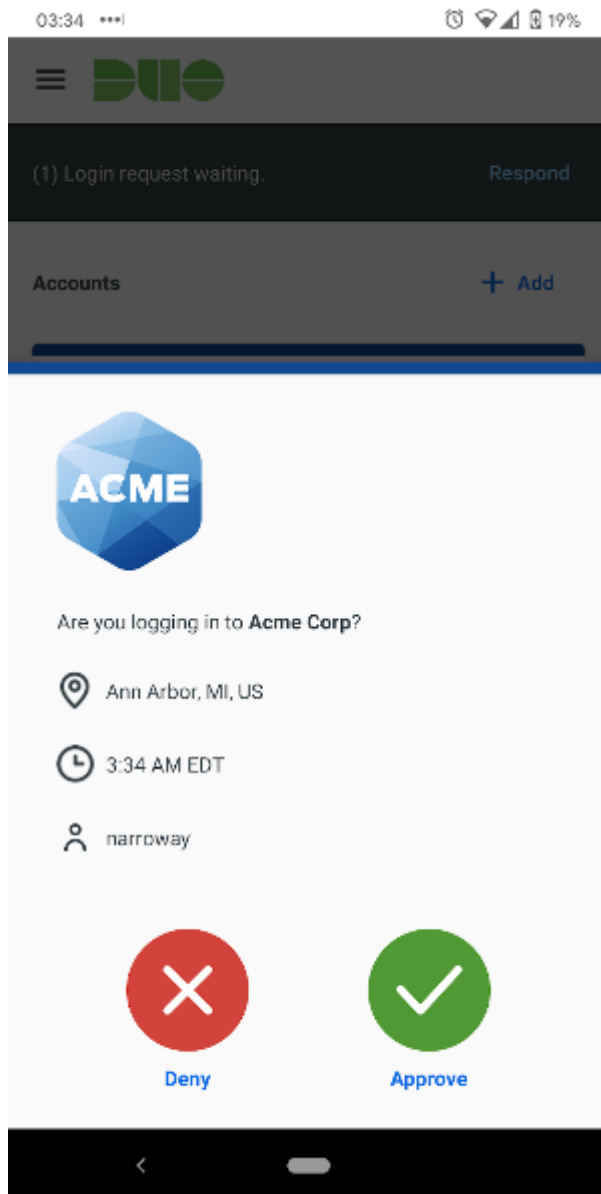 03:34
19%
DUO
(1) Login request waiting.
Respond
Accounts
+ Add
ACME
Are you logging in to Acme Corp?
Ann Arbor, MI, US
3:34 AM EDT
narroway
Deny
Approve